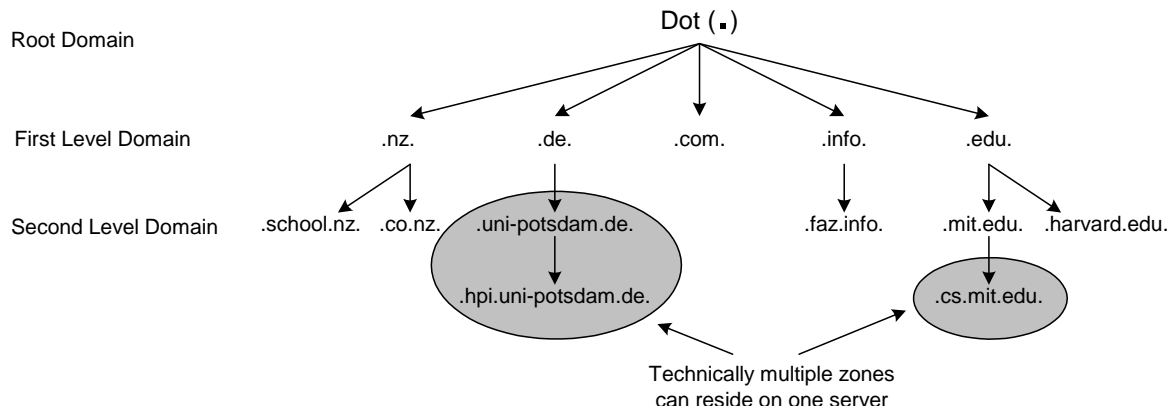 Dot (.)
Root Domain
First Level Domain .nz. .de. .com. .info. .edu.
Second Level Domain .school.nz. .co.nz. .uni-potsdam.de. .faz.info. .mit.edu. .harvard.edu.
.hpi.uni-potsdam.de. .cs.mit.edu.
Technically multiple zones
can reside on one server